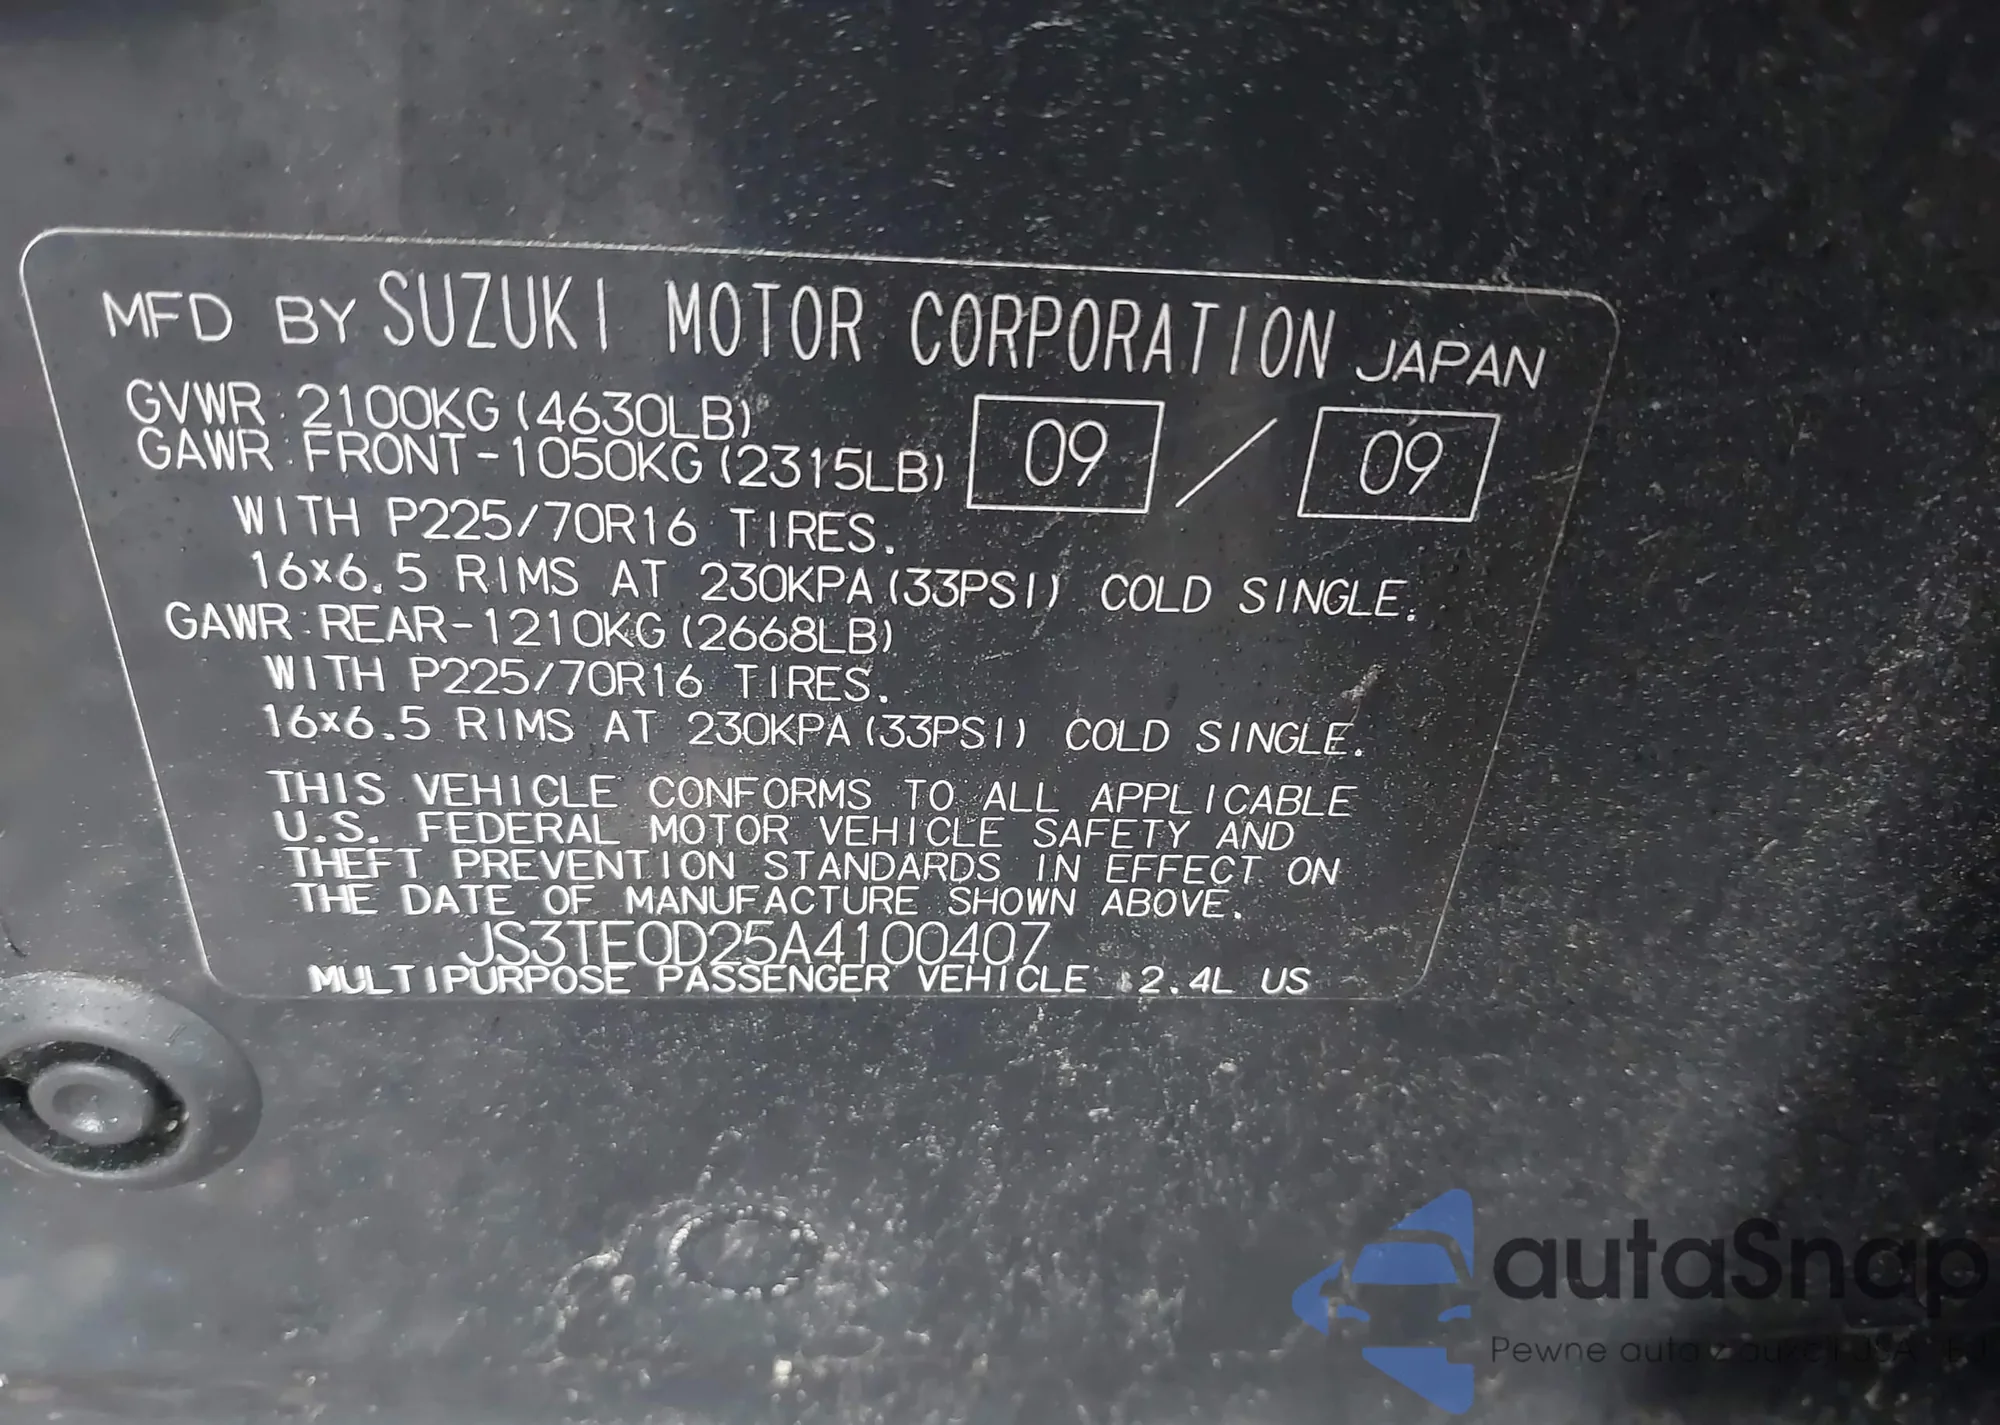 MFD BY SUZUKI MOTOR CORPORATION JAPAN
GVWR : 2100KG (4630LB)
GAWR : FRONT-1050KG (2315LB) 09 / 09
WITH P225/70R16 TIRES.
16×6.5 RIMS AT 230KPA (33PSI) COLD SINGLE.
GAWR : REAR-1210KG (2668LB)
WITH P225/70R16 TIRES.
16×6.5 RIMS AT 230KPA (33PSI) COLD SINGLE.
THIS VEHICLE CONFORMS TO ALL APPLICABLE
U.S. FEDERAL MOTOR VEHICLE SAFETY AND
THEFT PREVENTION STANDARDS IN EFFECT ON
THE DATE OF MANUFACTURE SHOWN ABOVE.
JS3TE0D25A4100407
MULTIPURPOSE PASSENGER VEHICLE 2.4L US
autaSnap
Pewne auta z